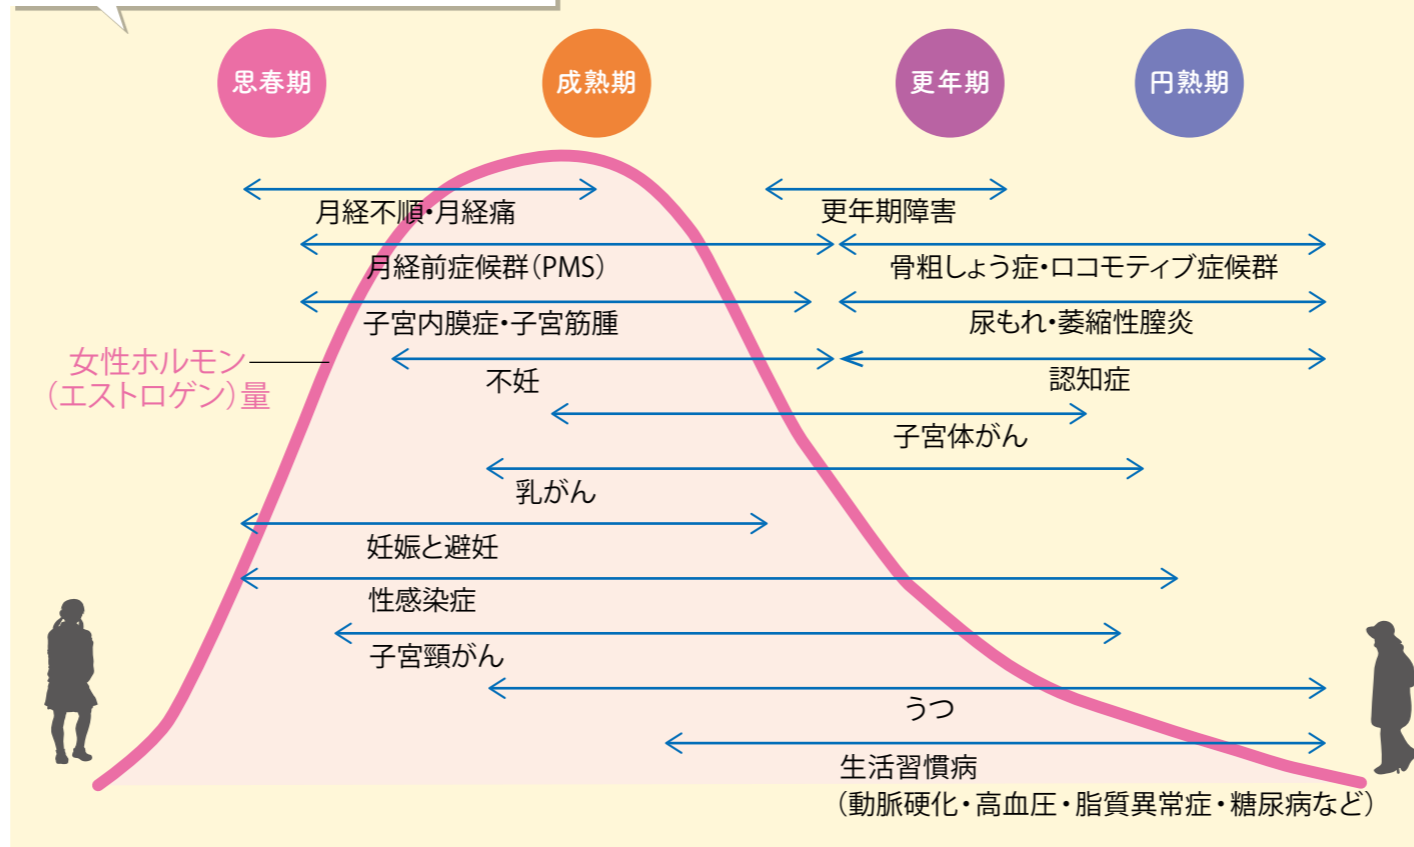 思春期
成熟期
更年期
円熟期
月経不順・月経痛
更年期障害
月経前症候群（PMS）
骨粗しょう症・ロコモティブ症候群
子宮内膜症・子宮筋腫
尿もれ・萎縮性膣炎
女性ホルモン
（エストロゲン）量
不妊
認知症
子宮体がん
乳がん
妊娠と避妊
性感染症
子宮頸がん
うつ
生活習慣病
（動脈硬化・高血圧・脂質異常症・糖尿病など）